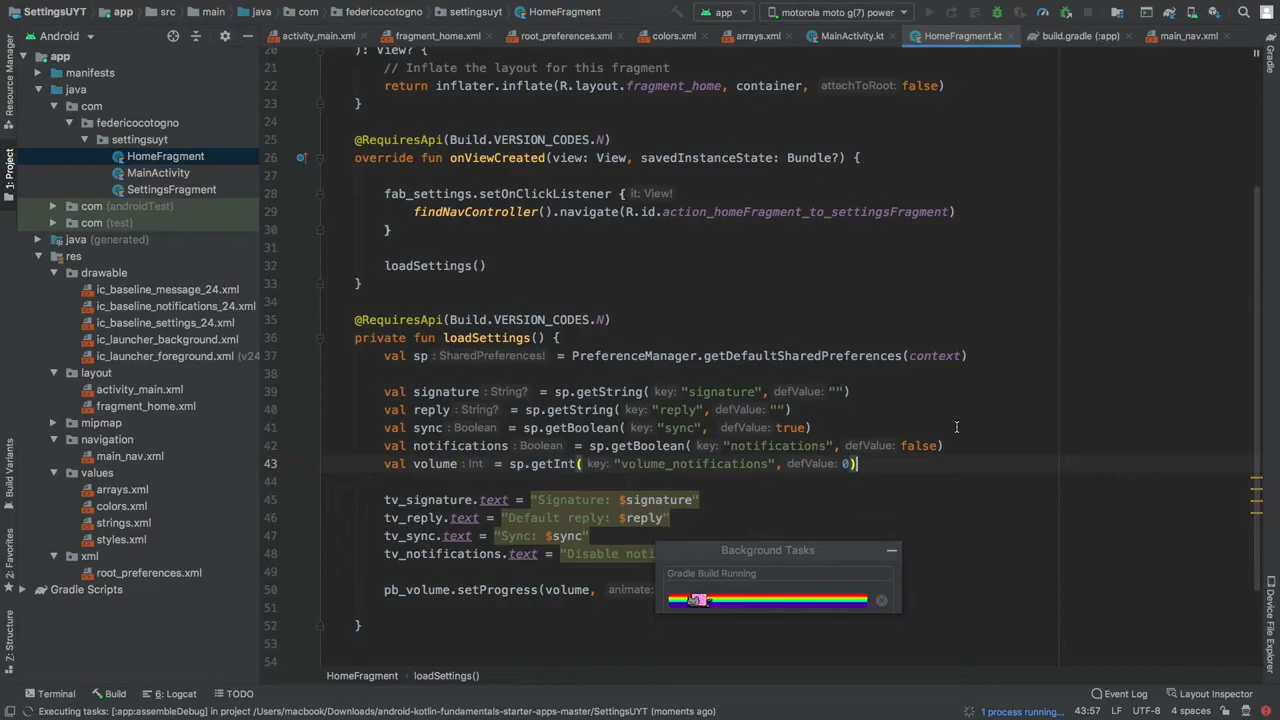 SettingsUYT
app
src
main
java
com
federicocotogno
settingsuyt
HomeFragment
app
motorola moto g(7) power
Android
activity_main.xml
fragment_home.xml
root_preferences.xml
colors.xml
arrays.xml
MainActivity.kt
HomeFragment.kt
build.gradle (:app)
main_nav.xml
Resource Manager
1: Project
Build Variants
2: Favorites
Z: Structure
Gradle
Device File Explorer
app
manifests
java
com
federicocotogno
settingsuyt
HomeFragment
MainActivity
SettingsFragment
com (androidTest)
com (test)
java (generated)
res
drawable
ic_baseline_message_24.xml
ic_baseline_notifications_24.xml
ic_baseline_settings_24.xml
ic_launcher_background.xml
ic_launcher_foreground.xml (v24
layout
activity_main.xml
fragment_home.xml
mipmap
navigation
main_nav.xml
values
arrays.xml
colors.xml
strings.xml
styles.xml
xml
root_preferences.xml
Gradle Scripts
20 ): View? {
21 // Inflate the layout for this fragment
22 return inflater.inflate(R.layout.fragment_home, container, attachToRoot: false)
23 }
24
25 @RequiresApi(Build.VERSION_CODES.N)
26 override fun onViewCreated(view: View, savedInstanceState: Bundle?) {
27
28 fab_settings.setOnClickListener { it: View!
29 findNavController().navigate(R.id.action_homeFragment_to_settingsFragment)
30 }
31
32 loadSettings()
33 }
34
35 @RequiresApi(Build.VERSION_CODES.N)
36 private fun loadSettings() {
37 val sp : SharedPreferences! = PreferenceManager.getDefaultSharedPreferences(context)
38
39 val signature : String? = sp.getString( key: "signature", defValue: "")
40 val reply : String? = sp.getString( key: "reply", defValue: "")
41 val sync : Boolean = sp.getBoolean( key: "sync", defValue: true)
42 val notifications : Boolean = sp.getBoolean( key: "notifications", defValue: false)
43 val volume : Int = sp.getInt( key: "volume_notifications", defValue: 0)
44
45 tv_signature.text = "Signature: $signature"
46 tv_reply.text = "Default reply: $reply"
47 tv_sync.text = "Sync: $sync"
48 tv_notifications.text = "Disable noti
49
50 pb_volume.setProgress(volume, animate:
51
52 }
53
54
Background Tasks
Gradle Build Running
HomeFragment
loadSettings()
Terminal
Build
6: Logcat
TODO
Event Log
Layout Inspector
Executing tasks: [:app:assembleDebug] in project /Users/macbook/Downloads/android-kotlin-fundamentals-starter-apps-master/SettingsUYT (moments ago)
1 process running...
43:57
LF
UTF-8
4 spaces